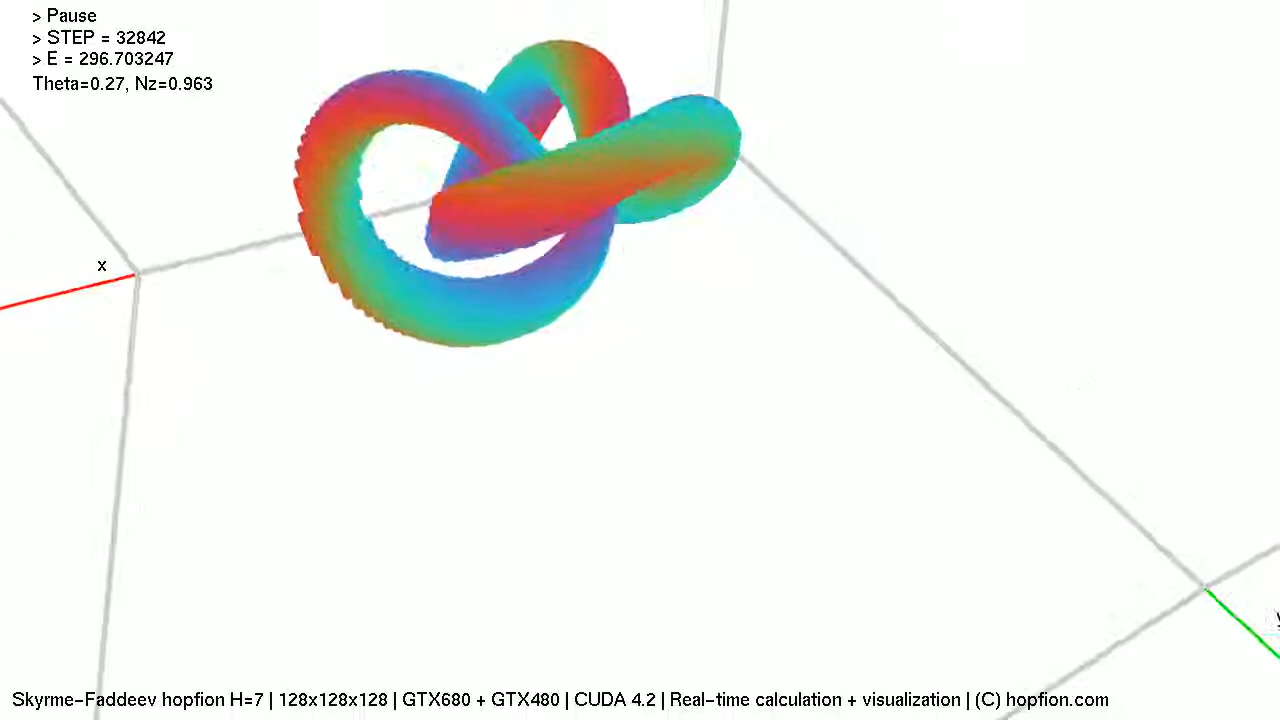 > Pause
> STEP = 32842
> E = 296.703247
Theta=0.27, Nz=0.963
x
y
Skyrme-Faddeev hopfion H=7 | 128x128x128 | GTX680 + GTX480 | CUDA 4.2 | Real-time calculation + visualization | (C) hopfion.com